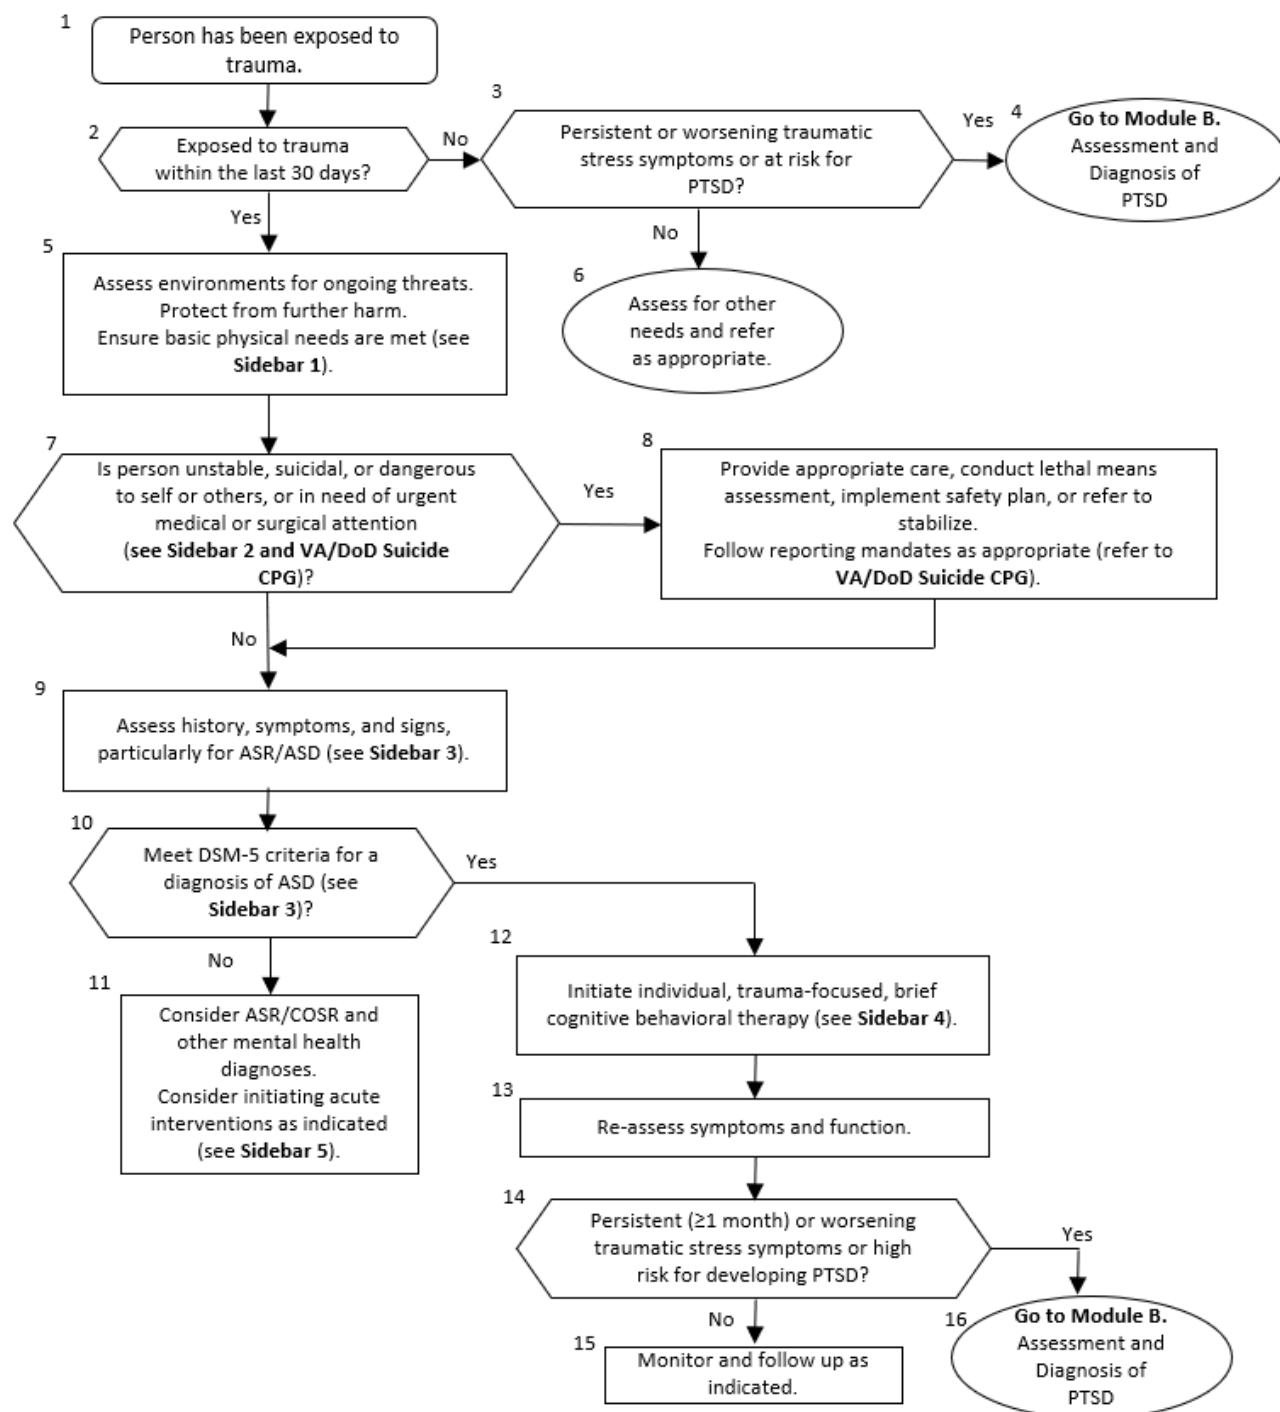 1
Person has been exposed to
trauma.
2
Exposed to trauma
within the last 30 days?
No
3
Persistent or worsening traumatic
stress symptoms or at risk for
PTSD?
Yes
4
Go to Module B.
Assessment and
Diagnosis of
PTSD
Yes
No
5
Assess environments for ongoing threats.
Protect from further harm.
Ensure basic physical needs are met (see
Sidebar 1).
6
Assess for other
needs and refer
as appropriate.
7
Is person unstable, suicidal, or dangerous
to self or others, or in need of urgent
medical or surgical attention
(see Sidebar 2 and VA/DoD Suicide
CPG)?
Yes
8
Provide appropriate care, conduct lethal means
assessment, implement safety plan, or refer to
stabilize.
Follow reporting mandates as appropriate (refer to
VA/DoD Suicide CPG).
No
9
Assess history, symptoms, and signs,
particularly for ASR/ASD (see Sidebar 3).
10
Meet DSM-5 criteria for a
diagnosis of ASD (see
Sidebar 3)?
Yes
No
11
Consider ASR/COSR and
other mental health
diagnoses.
Consider initiating acute
interventions as indicated
(see Sidebar 5).
12
Initiate individual, trauma-focused, brief
cognitive behavioral therapy (see Sidebar 4).
13
Re-assess symptoms and function.
14
Persistent (≥1 month) or worsening
traumatic stress symptoms or high
risk for developing PTSD?
Yes
No
15
Monitor and follow up as
indicated.
16
Go to Module B.
Assessment and
Diagnosis of
PTSD